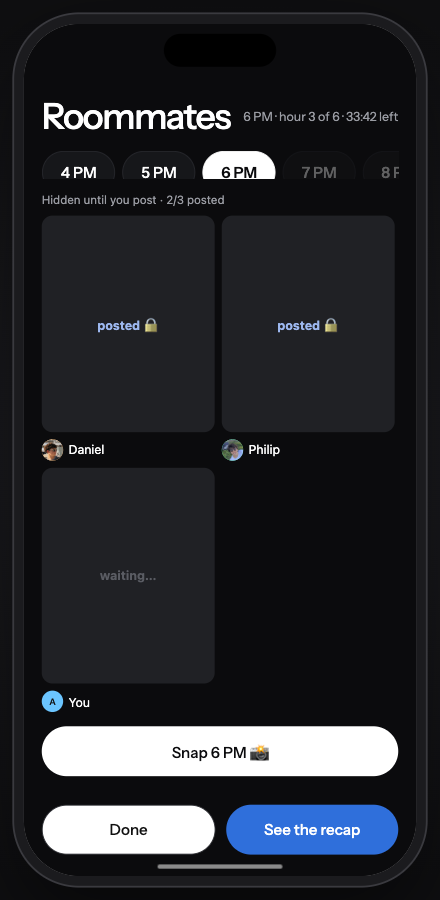 Roommates 6 PM · hour 3 of 6 · 33:42 left
4 PM 5 PM 6 PM 7 PM 8 P
Hidden until you post · 2/3 posted
posted 🔒 posted 🔒
Daniel Philip
waiting...
A You
Snap 6 PM 📸
Done See the recap